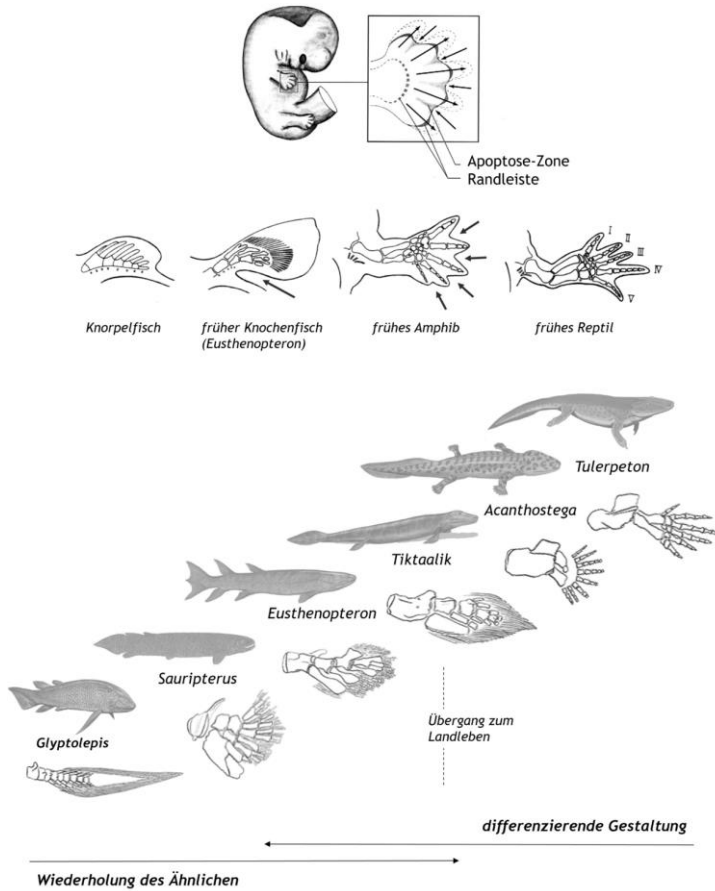 Apoptose-Zone
Randleiste
I
II
III
IV
V
Knorpelfisch
früher Knochenfisch
(Eusthenopteron)
frühes Amphib
frühes Reptil
Tulerpeton
Acanthostega
Tiktaalik
Eusthenopteron
Sauripterus
Glyptolepis
Übergang zum
Landleben
differenzierende Gestaltung
Wiederholung des Ähnlichen